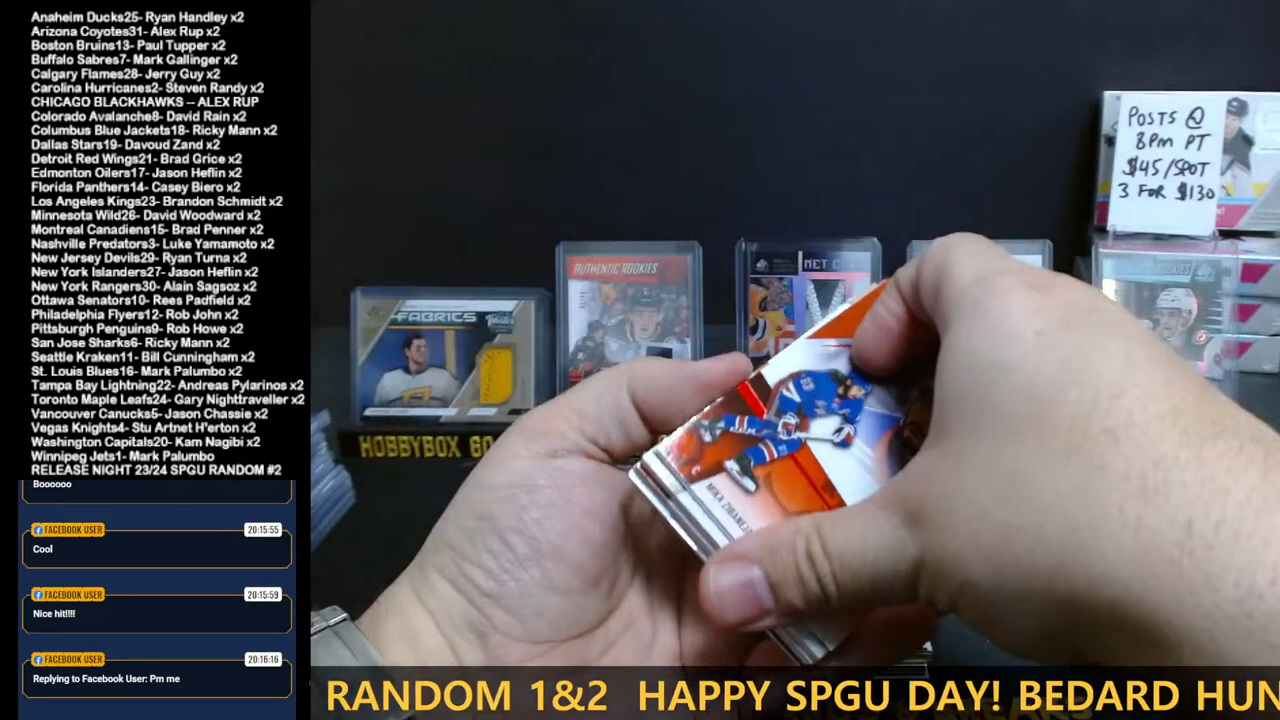 Anaheim Ducks25- Ryan Handley x2
Arizona Coyotes31- Alex Rup x2
Boston Bruins13- Paul Tupper x2
Buffalo Sabres7- Mark Gallinger x2
Calgary Flames28- Jerry Guy x2
Carolina Hurricanes2- Steven Randy x2
CHICAGO BLACKHAWKS -- ALEX RUP
Colorado Avalanche8- David Rain x2
Columbus Blue Jackets18- Ricky Mann x2
Dallas Stars19- Davoud Zand x2
Detroit Red Wings21- Brad Grice x2
Edmonton Oilers17- Jason Heflin x2
Florida Panthers14- Casey Biero x2
Los Angeles Kings23- Brandon Schmidt x2
Minnesota Wild26- David Woodward x2
Montreal Canadiens15- Brad Penner x2
Nashville Predators3- Luke Yamamoto x2
New Jersey Devils29- Ryan Turna x2
New York Islanders27- Jason Heflin x2
New York Rangers30- Alain Sagsoz x2
Ottawa Senators10- Rees Padfield x2
Philadelphia Flyers12- Rob John x2
Pittsburgh Penguins9- Rob Howe x2
San Jose Sharks6- Ricky Mann x2
Seattle Kraken11- Bill Cunningham x2
St. Louis Blues16- Mark Palumbo x2
Tampa Bay Lightning22- Andreas Pylarinos x2
Toronto Maple Leafs24- Gary Nighttraveller x2
Vancouver Canucks5- Jason Chassie x2
Vegas Knights4- Stu Artnet H'erton x2
Washington Capitals20- Kam Nagibi x2
Winnipeg Jets1- Mark Palumbo
RELEASE NIGHT 23/24 SPGU RANDOM #2
Boooooo
FACEBOOK USER 20:15:55
Cool
FACEBOOK USER 20:15:59
Nice hit!!!!
FACEBOOK USER 20:16:16
Replying to Facebook User: Pm me
POSTS @
8PM PT
$45/SPOT
3 FOR $130
FABRICS
AUTHENTIC ROOKIES
NET
HOBBYBOX
MIKA ZIBANEJ
RANDOM 1&2 HAPPY SPGU DAY! BEDARD HUN